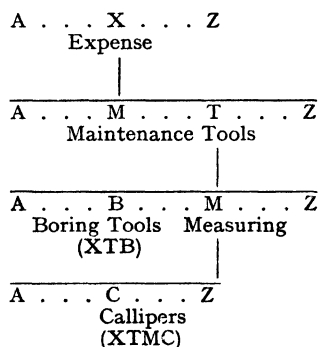 A . . . X . . . Z
Expense
A . . . M . . . T . . . Z
Maintenance Tools
A . . . B . . . M . . . Z
Boring Tools Measuring
(XTB)
A . . . C . . . Z
Callipers
(XTMC)